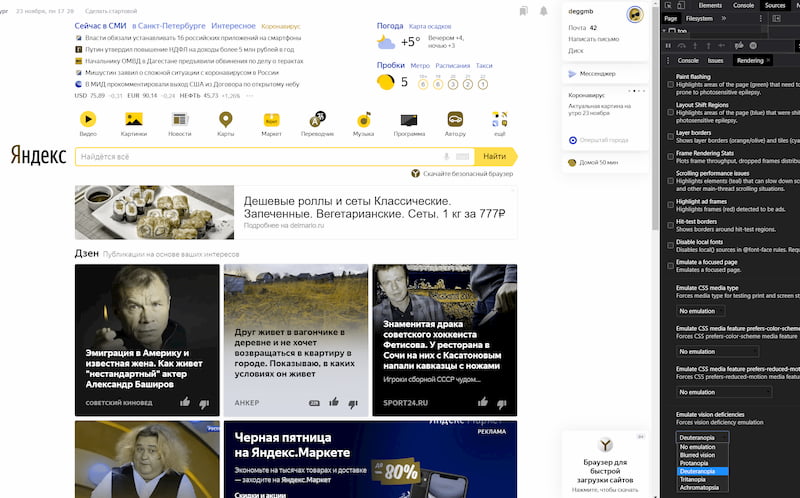 23 ноября, пн 17 29 Сделать стартовой
Сейчас в СМИ в Санкт-Петербурге Интересное Коронавирус
Власти обязали устанавливать 16 российских приложений на смартфоны
Путин утвердил повышение НДФЛ на доходы более 5 млн рублей в год
Начальнику ОМВД в Дагестане предъявили обвинения по делу о терактах
Мишустин заявил о сложной ситуации с коронавирусом в России
В МИД прокомментировали выход США из Договора по открытому небу
USD 75,89 −0,31 EUR 90,14 −0,24 НЕФТЬ 45,73 +1,26% ...
Погода Карта осадков
+5° Вечером +4,
ночью +3
Пробки Метро Расписания Такси
5
deggmb
Почта 42
Написать письмо
Диск
Мессенджер
Коронавирус
Актуальная картина на
утро 23 ноября
Оперштаб города
Домой 50 мин
Видео Картинки Новости Карты Маркет Переводчик Музыка Программа Авто.ру ещё
Яндекс Найдётся всё Найти
Скачайте безопасный браузер
Дешевые роллы и сеты Классические.
Запеченные. Вегетарианские. Сеты. 1 кг за 777₽
Подробнее на delmario.ru
Дзен Публикации на основе ваших интересов
Эмиграция в Америку и
известная жена. Как живет
"нестандартный" актер
Александр Баширов
СОВЕТСКИЙ КИНОВЕД
Друг живет в вагончике в
деревне и не хочет
возвращаться в квартиру в
городе. Показываю, в каких
условиях он живет
АНКЕР
Знаменитая драка
советского хоккеиста
Фетисова. У ресторана в
Сочи на них с Касатоновым
напали кавказцы с ножами
Игроки сборной СССР чудом...
SPORT24.RU
РЕКЛАМА
Черная пятница
на Яндекс.Маркете
Экономьте на тысячах товаров и доставке
— заходите на Яндекс.Маркет
Скидки и акции
до 80%
Браузер для
быстрой
загрузки сайтов
Нажмите, чтобы скачать
Elements Console Sources
Page Filesystem
top
Console Issues Rendering
Paint flashing
Highlights areas of the page (green) that need to
prone to photosensitive epilepsy.
Layout Shift Regions
Highlights areas of the page (blue) that were shif
photosensitive epilepsy.
Layer borders
Shows layer borders (orange/olive) and tiles (cya
Frame Rendering Stats
Plots frame throughput, dropped frames distribut
Scrolling performance issues
Highlights elements (teal) that can slow down scr
and other main-thread scrolling situations.
Highlight ad frames
Highlights frames (red) detected to be ads.
Hit-test borders
Shows borders around hit-test regions.
Disable local fonts
Disables local() sources in @font-face rules. Requ
Emulate a focused page
Emulates a focused page.
Emulate CSS media type
Forces media type for testing print and screen st
No emulation
Emulate CSS media feature prefers-color-scheme
Forces CSS prefers-color-scheme media feature
No emulation
Emulate CSS media feature prefers-reduced-motion
Forces CSS prefers-reduced-motion media feature
No emulation
Emulate vision deficiencies
Forces vision deficiency emulation
Deuteranopia
No emulation
Blurred vision
Protanopia
Deuteranopia
Tritanopia
Achromatopsia